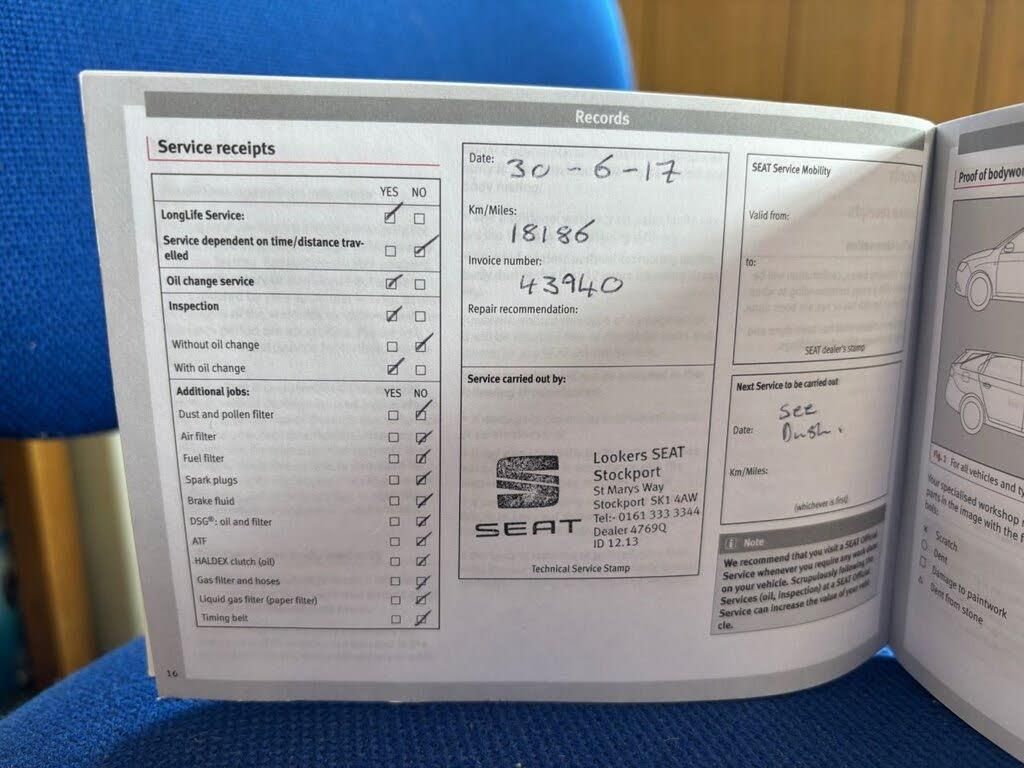 Records
Service receipts
YES NO
LongLife Service:
Service dependent on time/distance trav-
elled
Oil change service
Inspection
Without oil change
With oil change
Additional jobs: YES NO
Dust and pollen filter
Air filter
Fuel filter
Spark plugs
Brake fluid
DSG®: oil and filter
ATF
HALDEX clutch (oil)
Gas filter and hoses
Liquid gas filter (paper filter)
Timing belt
16
Date: 30-6-17
Km/Miles:
18186
Invoice number:
43940
Repair recommendation:
Service carried out by:
SEAT
Lookers SEAT
Stockport
St Marys Way
Stockport SK1 4AW
Tel:- 0161 333 3344
Dealer 4769Q
ID 12.13
Technical Service Stamp
SEAT Service Mobility
Valid from:
to:
SEAT dealer's stamp
Next Service to be carried out
See
Date: Dash.
Km/Miles:
(whichever is first)
i Note
We recommend that you visit a SEAT Official
Service whenever you require any work done
on your vehicle. Scrupulously following the
Services (oil, inspection) at a SEAT Official
Service can increase the value of your vehi-
cle.
Proof of bodywor
Fig. 1 For all vehicles and ty
Your specialised workshop m
parts in the image with the f
bols:
× Scratch
○ Dent
□ Damage to paintwork
△ Dent from stone